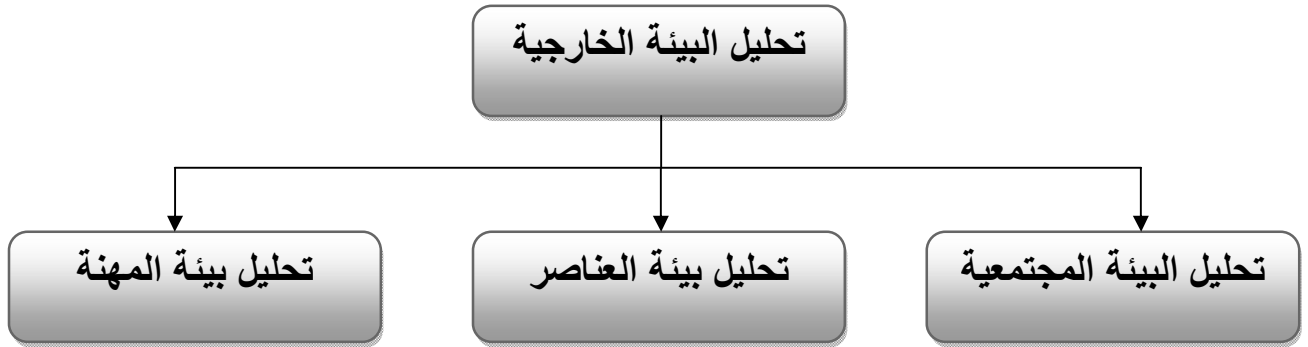 تحليل البيئة الخارجية
تحليل البيئة المجتمعية
تحليل بيئة العناصر
تحليل بيئة المهنة